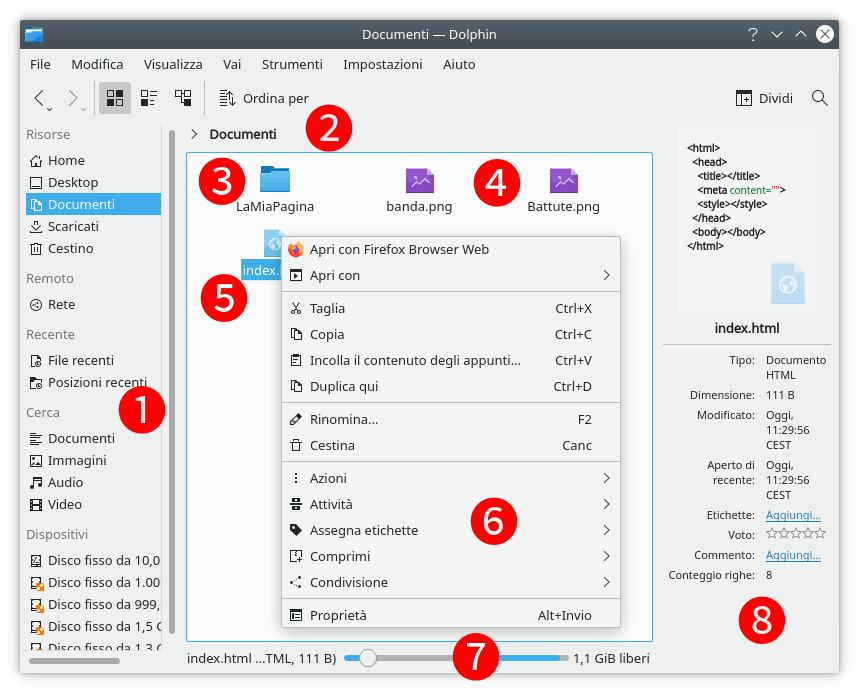 Documenti — Dolphin
File Modifica Visualizza Vai Strumenti Impostazioni Aiuto
Ordina per Dividi
Risorse
Home
Desktop
Documenti
Scaricati
Cestino
Remoto
Rete
Recente
File recenti
Posizioni recenti
1
Cerca
Documenti
Immagini
Audio
Video
Dispositivi
Disco fisso da 10,0
Disco fisso da 1.00
Disco fisso da 999,
Disco fisso da 1,5 G
Disco fisso da 1,3 G
Documenti
2
3
4
LaMiaPagina banda.png Battute.png
index.
5
Apri con Firefox Browser Web
Apri con
Taglia Ctrl+X
Copia Ctrl+C
Incolla il contenuto degli appunti... Ctrl+V
Duplica qui Ctrl+D
Rinomina... F2
Cestina Canc
Azioni
Attività
Assegna etichette
6
Comprimi
Condivisione
Proprietà Alt+Invio
index.html ...TML, 111 B) 7 1,1 GiB liberi
<html>
<head>
<title></title>
<meta content="">
<style></style>
</head>
<body></body>
</html>
index.html
Tipo: Documento
HTML
Dimensione: 111 B
Modificato: Oggi,
11:29:56
CEST
Aperto di Oggi,
recente: 11:29:56
CEST
Etichette: Aggiungi...
Voto:
Commento: Aggiungi...
Conteggio righe: 8
8